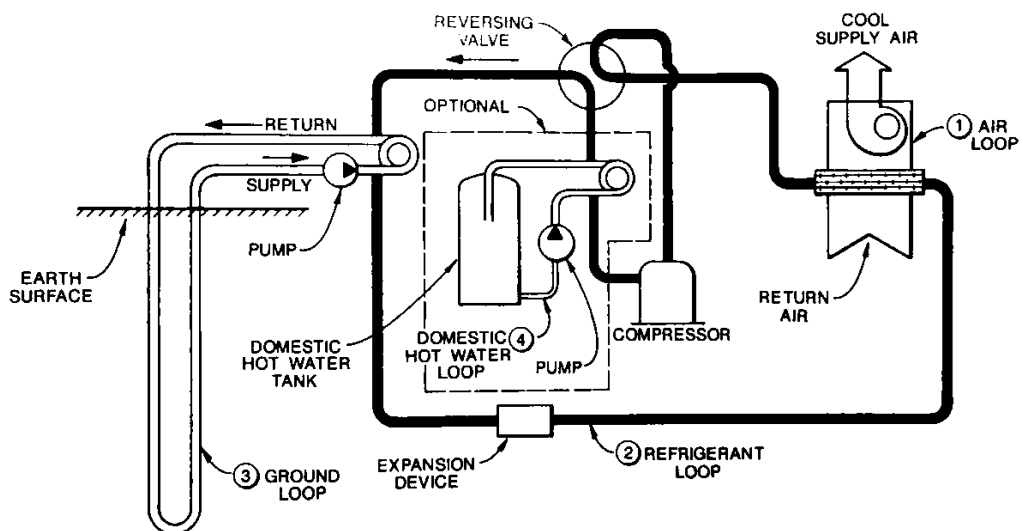 REVERSING
VALVE
COOL
SUPPLY AIR
OPTIONAL
RETURN
1 AIR
LOOP
SUPPLY
PUMP
EARTH
SURFACE
RETURN
AIR
COMPRESSOR
DOMESTIC 4
HOT WATER
LOOP
PUMP
DOMESTIC
HOT WATER
TANK
3 GROUND
LOOP
EXPANSION
DEVICE
2 REFRIGERANT
LOOP